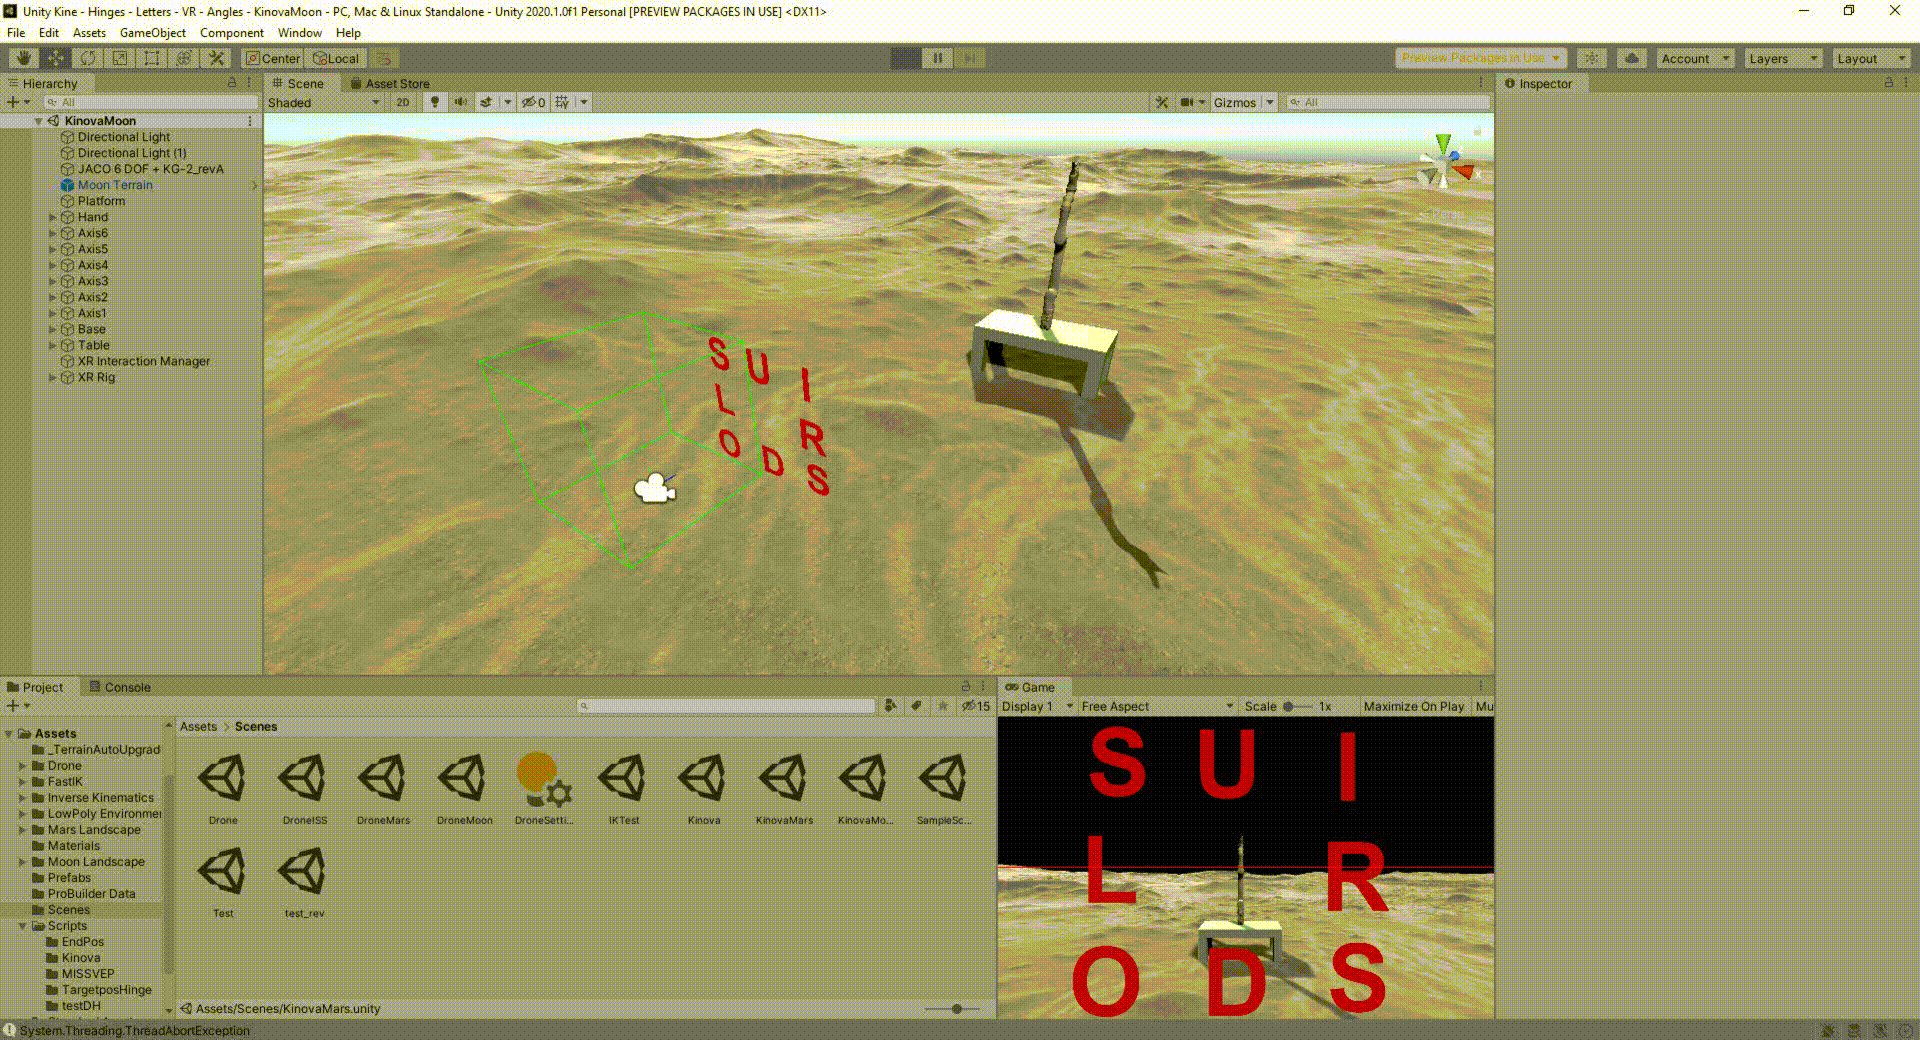 Unity Kine - Hinges - Letters - VR - Angles - KinovaMoon - PC, Mac & Linux Standalone - Unity 2020.1.0f1 Personal [PREVIEW PACKAGES IN USE] <DX11>
File Edit Assets GameObject Component Window Help
Center Local Preview Packages in Use Account Layers Layout
Hierarchy
All
KinovaMoon
Directional Light
Directional Light (1)
JACO 6 DOF + KG-2_revA
Moon Terrain
Platform
Hand
Axis6
Axis5
Axis4
Axis3
Axis2
Axis1
Base
Table
XR Interaction Manager
XR Rig
Scene Asset Store
Shaded 2D 0 Gizmos All
Persp
S U I
L R
O D S
Inspector
Project Console
15
Assets
_TerrainAutoUpgrad
Drone
FastIK
Inverse Kinematics
LowPoly Environmer
Mars Landscape
Materials
Moon Landscape
Prefabs
ProBuilder Data
Scenes
Scripts
EndPos
Kinova
MISSVEP
TargetposHinge
testDH
Assets > Scenes
Drone DroneISS DroneMars DroneMoon DroneSetti... IKTest Kinova KinovaMars KinovaMo... SampleSc...
Test test_rev
Assets/Scenes/KinovaMars.unity
Game
Display 1 Free Aspect Scale 1x Maximize On Play Mu
S U I
L R
O D S
System.Threading.ThreadAbortException